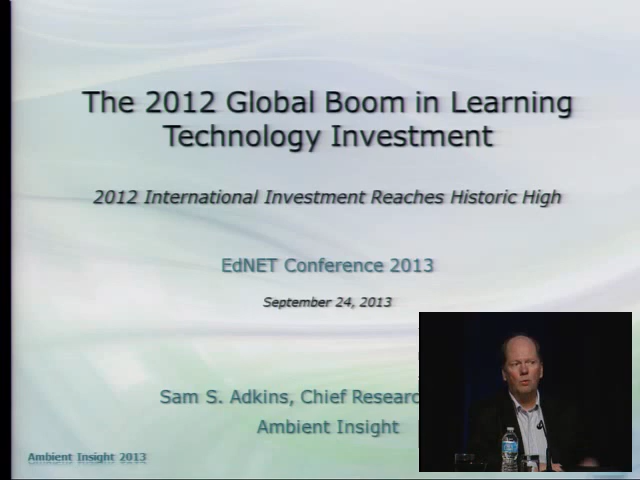 The 2012 Global Boom in Learning
Technology Investment
2012 International Investment Reaches Historic High
EdNET Conference 2013
September 24, 2013
Sam S. Adkins, Chief Researc
Ambient Insight
Ambient Insight 2013